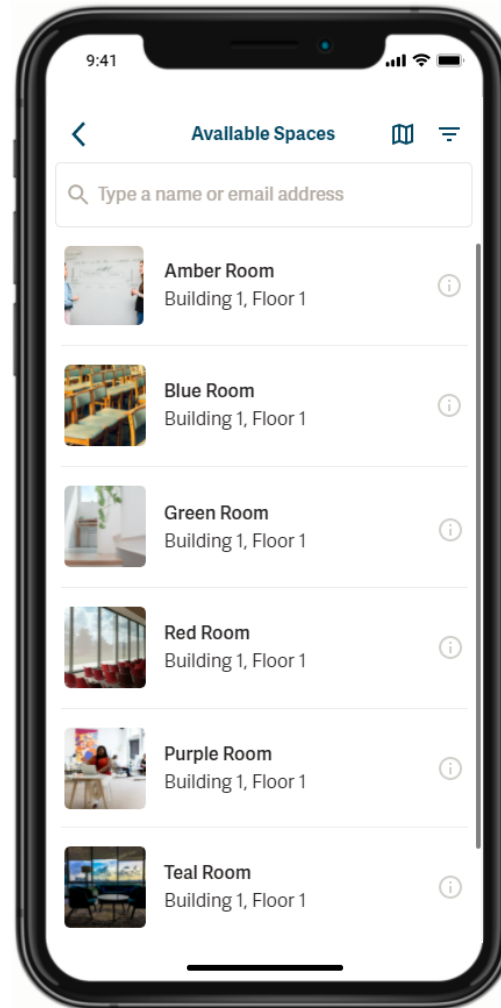 9:41
Available Spaces
Type a name or email address
Amber Room
Building 1, Floor 1
Blue Room
Building 1, Floor 1
Green Room
Building 1, Floor 1
Red Room
Building 1, Floor 1
Purple Room
Building 1, Floor 1
Teal Room
Building 1, Floor 1